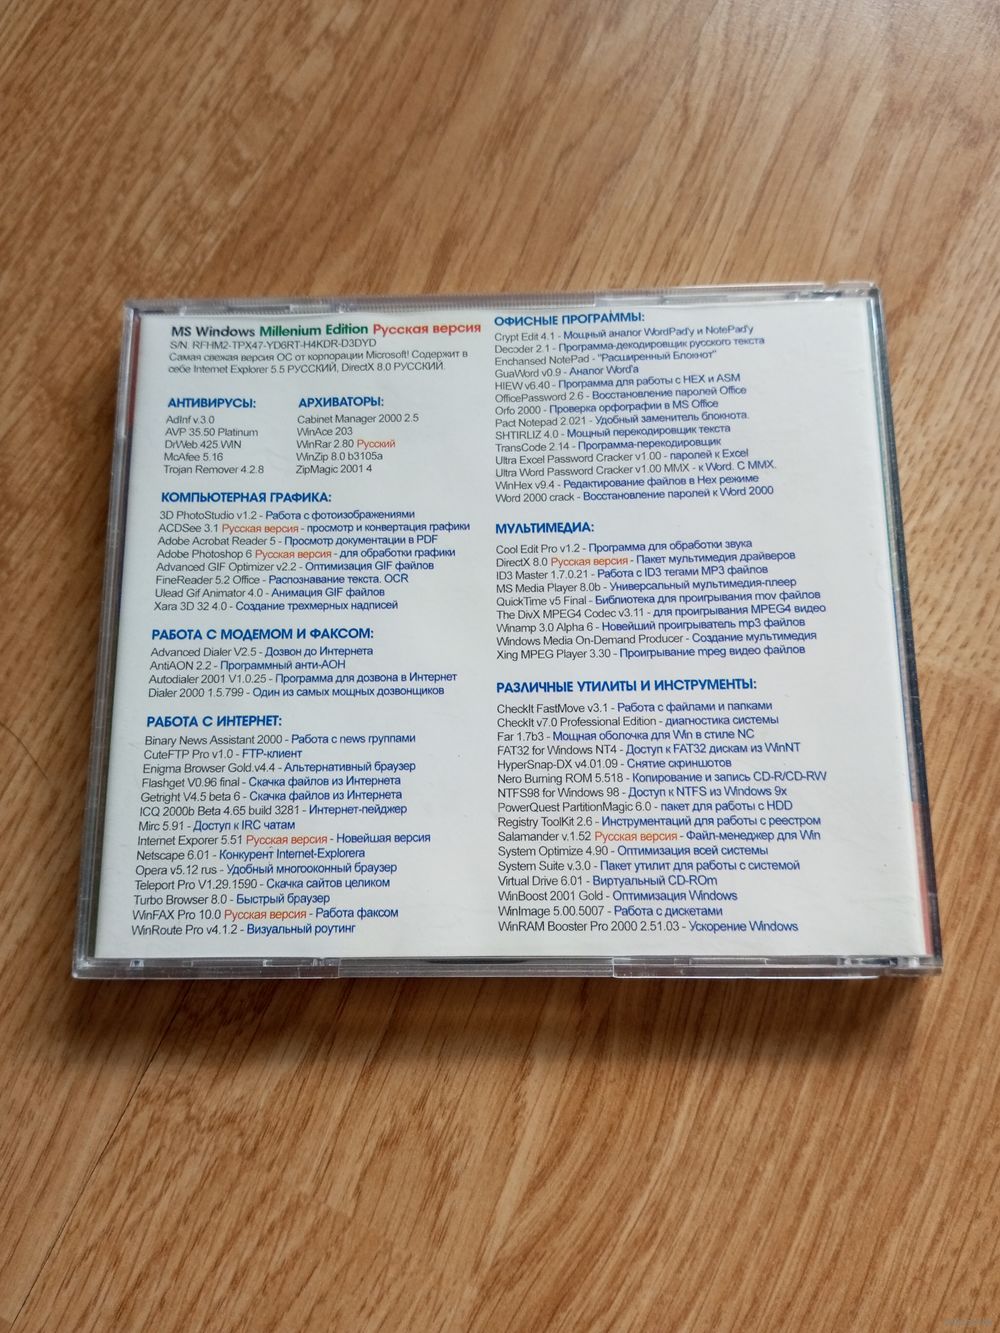 MS Windows Millenium Edition Русская версия
S/N: RFHM2-TPX47-YD6RT-H4KDR-D3DYD
Самая свежая версия ОС от корпорации Microsoft! Содержит в
себе Internet Explorer 5.5 РУССКИЙ, DirectX 8.0 РУССКИЙ.
АНТИВИРУСЫ:
AdInf v.3.0
AVP 35.50 Platinum
DrWeb 425 WIN
McAfee 5.16
Trojan Remover 4.2.8
АРХИВАТОРЫ:
Cabinet Manager 2000 2.5
WinAce 203
WinRar 2.80 Русский
WinZip 8.0 b3105a
ZipMagic 2001 4
КОМПЬЮТЕРНАЯ ГРАФИКА:
3D PhotoStudio v1.2 - Работа с фотоизображениями
ACDSee 3.1 Русская версия - просмотр и конвертация графики
Adobe Acrobat Reader 5 - Просмотр документации в PDF
Adobe Photoshop 6 Русская версия - для обработки графики
Advanced GIF Optimizer v2.2 - Оптимизация GIF файлов
FineReader 5.2 Office - Распознавание текста. OCR
Ulead Gif Animator 4.0 - Анимация GIF файлов
Xara 3D 32 4.0 - Создание трехмерных надписей
РАБОТА С МОДЕМОМ И ФАКСОМ:
Advanced Dialer V2.5 - Дозвон до Интернета
AntiAON 2.2 - Программный анти-АОН
Autodialer 2001 V1.0.25 - Программа для дозвона в Интернет
Dialer 2000 1.5.799 - Один из самых мощных дозвонщиков
РАБОТА С ИНТЕРНЕТ:
Binary News Assistant 2000 - Работа с news группами
CuteFTP Pro v1.0 - FTP-клиент
Enigma Browser Gold.v4.4 - Альтернативный браузер
Flashget V0.96 final - Скачка файлов из Интернета
Getright V4.5 beta 6 - Скачка файлов из Интернета
ICQ 2000b Beta 4.65 build 3281 - Интернет-пейджер
Mirc 5.91 - Доступ к IRC чатам
Internet Exporer 5.51 Русская версия - Новейшая версия
Netscape 6.01 - Конкурент Internet-Explorera
Opera v5.12 rus - Удобный многооконный браузер
Teleport Pro V1.29.1590 - Скачка сайтов целиком
Turbo Browser 8.0 - Быстрый браузер
WinFAX Pro 10.0 Русская версия - Работа факсом
WinRoute Pro v4.1.2 - Визуальный роутинг
ОФИСНЫЕ ПРОГРАММЫ:
Crypt Edit 4.1 - Мощный аналог WordPad'у и NotePad'у
Decoder 2.1 - Программа-декодировщик русского текста
Enchansed NotePad - "Расширенный Блокнот"
GuaWord v0.9 - Аналог Word'а
HIEW v6.40 - Программа для работы с HEX и ASM
OfficePassword 2.6 - Восстановление паролей Office
Orfo 2000 - Проверка орфографии в MS Office
Pact Notepad 2.021 - Удобный заменитель блокнота.
SHTIRLIZ 4.0 - Мощный перекодировщик текста
TransCode 2.14 - Программа-перекодировщик
Ultra Excel Password Cracker v1.00 - паролей к Excel
Ultra Word Password Cracker v1.00 MMX - к Word. С MMX.
WinHex v9.4 - Редактирование файлов в Hex режиме
Word 2000 crack - Восстановление паролей к Word 2000
МУЛЬТИМЕДИА:
Cool Edit Pro v1.2 - Программа для обработки звука
DirectX 8.0 Русская версия - Пакет мультимедиа драйверов
ID3 Master 1.7.0.21 - Работа с ID3 тегами MP3 файлов
MS Media Player 8.0b - Универсальный мультимедиа-плеер
QuickTime v5 Final - Библиотека для проигрывания mov файлов
The DivX MPEG4 Codec v3.11 - для проигрывания MPEG4 видео
Winamp 3.0 Alpha 6 - Новейший проигрыватель mp3 файлов
Windows Media On-Demand Producer - Создание мультимедия
Xing MPEG Player 3.30 - Проигрывание mpeg видео файлов
РАЗЛИЧНЫЕ УТИЛИТЫ И ИНСТРУМЕНТЫ:
CheckIt FastMove v3.1 - Работа с файлами и папками
CheckIt v7.0 Professional Edition - диагностика системы
Far 1.7b3 - Мощная оболочка для Win в стиле NC
FAT32 for Windows NT4 - Доступ к FAT32 дискам из WinNT
HyperSnap-DX v4.01.09 - Снятие скриншотов
Nero Burning ROM 5.518 - Копирование и запись CD-R/CD-RW
NTFS98 for Windows 98 - Доступ к NTFS из Windows 9x
PowerQuest PartitionMagic 6.0 - пакет для работы с HDD
Registry ToolKit 2.6 - Инструментаций для работы с реестром
Salamander v.1.52 Русская версия - Файл-менеджер для Win
System Optimize 4.90 - Оптимизация всей системы
System Suite v.3.0 - Пакет утилит для работы с системой
Virtual Drive 6.01 - Виртуальный CD-ROm
WinBoost 2001 Gold - Оптимизация Windows
WinImage 5.00.5007 - Работа с дискетами
WinRAM Booster Pro 2000 2.51.03 - Ускорение Windows